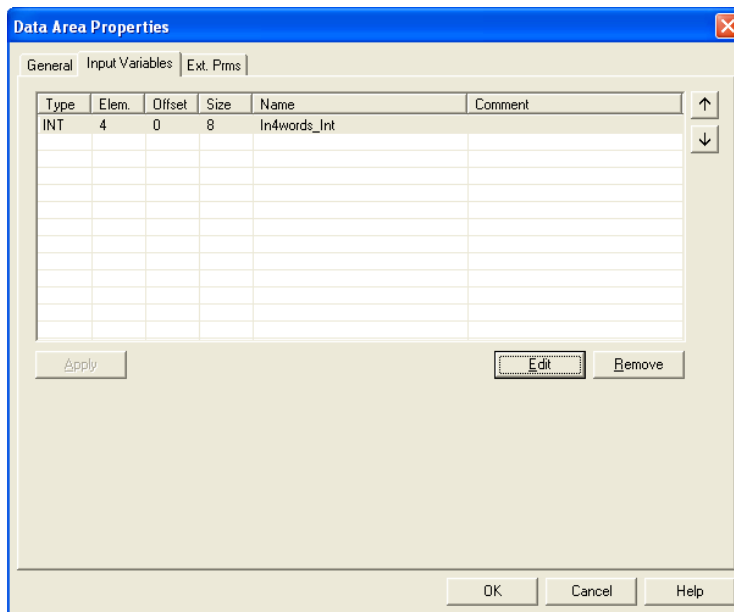 Data Area Properties
General Input Variables Ext. Prms
Type Elem. Offset Size Name Comment
INT 4 0 8 In4words_Int
Apply Edit Remove
OK Cancel Help